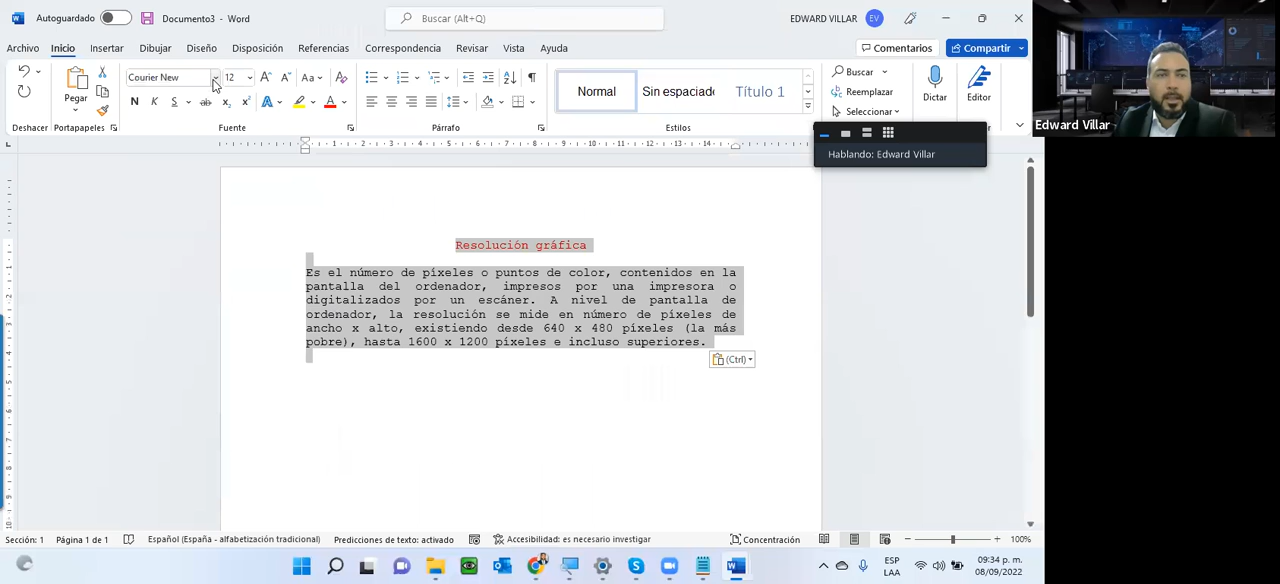 Autoguardado
Documento3 - Word
Buscar (Alt+Q)
EDWARD VILLAR
EV
Archivo Inicio Insertar Dibujar Diseño Disposición Referencias Correspondencia Revisar Vista Ayuda
Comentarios
Compartir
Courier New
12
Aa
Pegar
N K S ab x₂ x²
Normal
Sin espaciado
Título 1
Buscar
Reemplazar
Seleccionar
Dictar
Editor
Deshacer
Portapapeles
Fuente
Párrafo
Estilos
Hablando: Edward Villar
Edward Villar
Resolución gráfica
Es el número de píxeles o puntos de color, contenidos en la
pantalla del ordenador, impresos por una impresora o
digitalizados por un escáner. A nivel de pantalla de
ordenador, la resolución se mide en número de píxeles de
ancho x alto, existiendo desde 640 x 480 píxeles (la más
pobre), hasta 1600 x 1200 píxeles e incluso superiores.
(Ctrl)
Sección: 1
Página 1 de 1
Español (España - alfabetización tradicional)
Predicciones de texto: activado
Accesibilidad: es necesario investigar
Concentración
100%
ESP
LAA
09:34 p. m.
08/09/2022